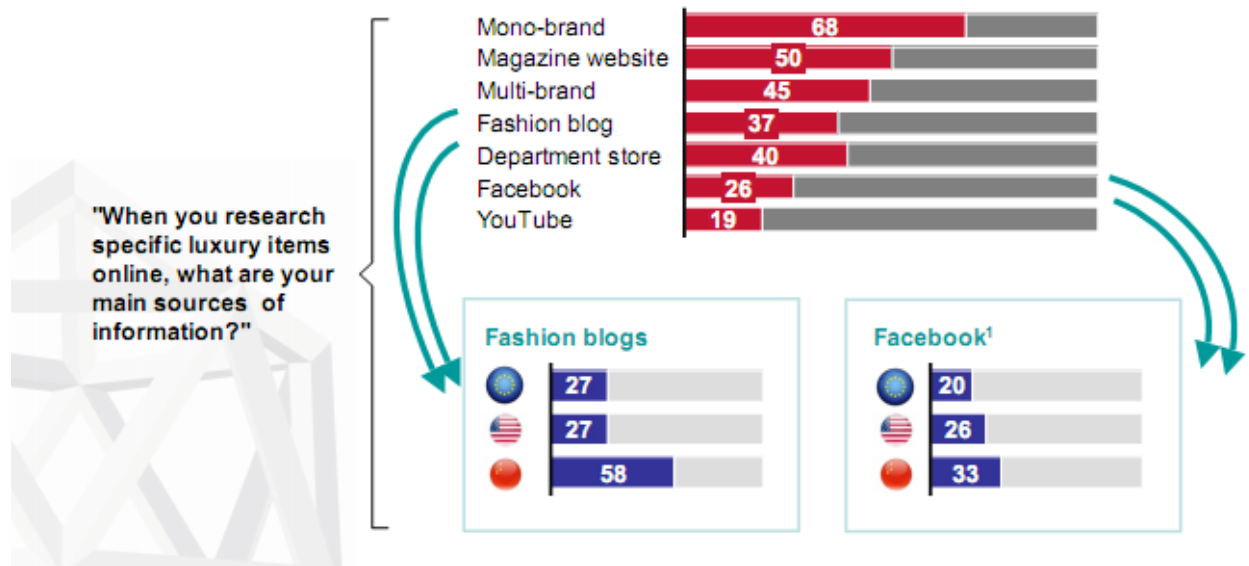 Mono-brand 68
Magazine website 50
Multi-brand 45
Fashion blog 37
Department store 40
Facebook 26
YouTube 19
"When you research
specific luxury items
online, what are your
main sources of
information?"
Fashion blogs
27
27
58
Facebook¹
20
26
33